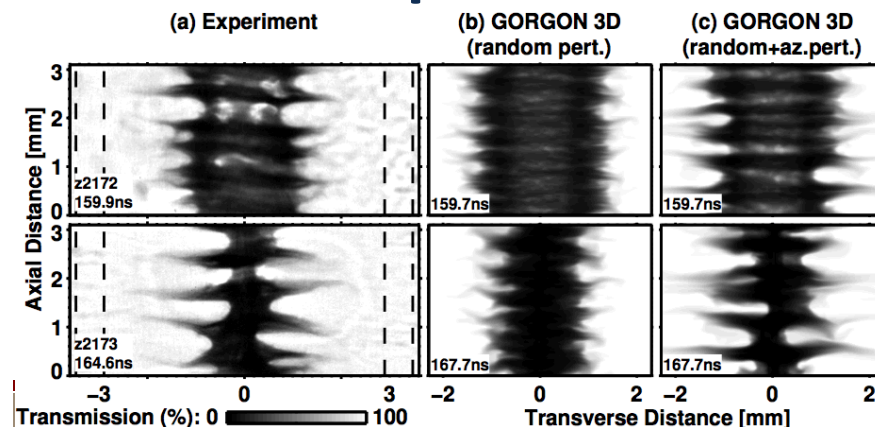 (a) Experiment
(b) GORGON 3D
(random pert.)
(c) GORGON 3D
(random+az.pert.)
Axial Distance [mm]
3
2
1
0
z2172
159.9ns
159.7ns
159.7ns
3
2
1
0
z2173
164.6ns
167.7ns
167.7ns
−3 0 3
−2 0 2
−2 0 2
Transmission (%): 0 100
Transverse Distance [mm]